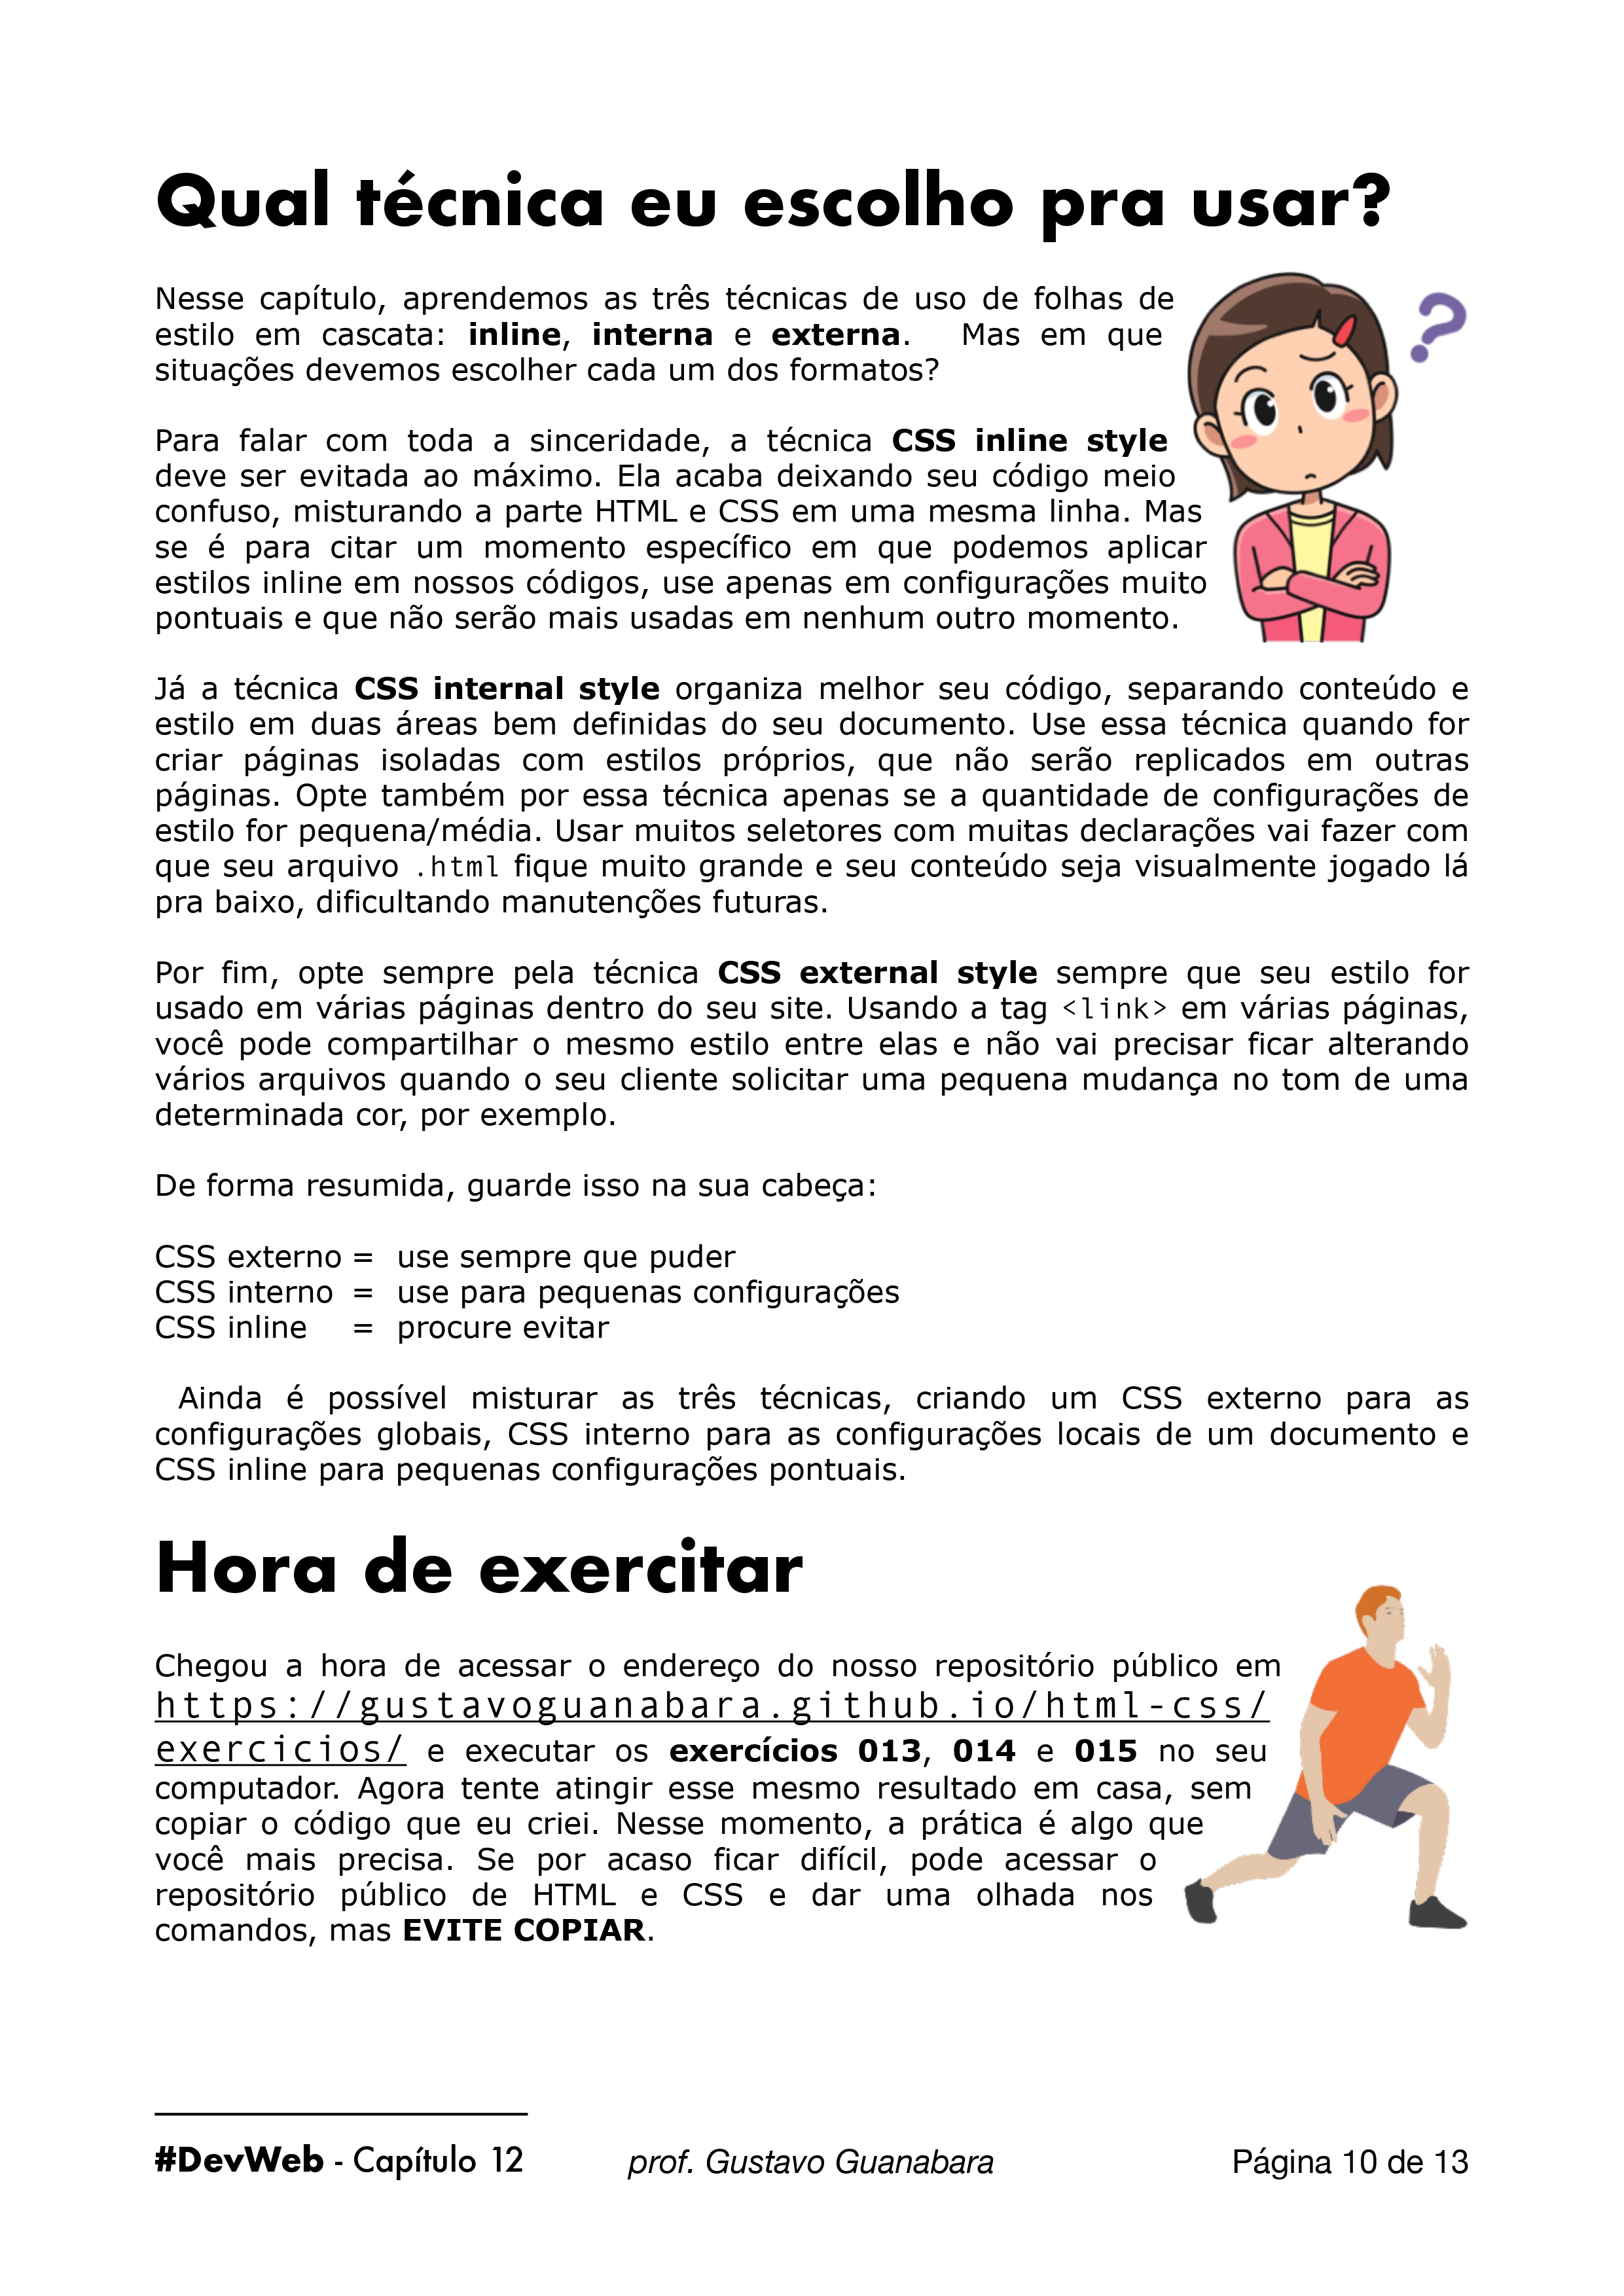 Qual técnica eu escolho pra usar?
Nesse capítulo, aprendemos as três técnicas de uso de folhas de
estilo em cascata: inline, interna e externa. Mas em que
situações devemos escolher cada um dos formatos?
Para falar com toda a sinceridade, a técnica CSS inline style
deve ser evitada ao máximo. Ela acaba deixando seu código meio
confuso, misturando a parte HTML e CSS em uma mesma linha. Mas
se é para citar um momento específico em que podemos aplicar
estilos inline em nossos códigos, use apenas em configurações muito
pontuais e que não serão mais usadas em nenhum outro momento.
Já a técnica CSS internal style organiza melhor seu código, separando conteúdo e
estilo em duas áreas bem definidas do seu documento. Use essa técnica quando for
criar páginas isoladas com estilos próprios, que não serão replicados em outras
páginas. Opte também por essa técnica apenas se a quantidade de configurações de
estilo for pequena/média. Usar muitos seletores com muitas declarações vai fazer com
que seu arquivo .html fique muito grande e seu conteúdo seja visualmente jogado lá
pra baixo, dificultando manutenções futuras.
Por fim, opte sempre pela técnica CSS external style sempre que seu estilo for
usado em várias páginas dentro do seu site. Usando a tag <link> em várias páginas,
você pode compartilhar o mesmo estilo entre elas e não vai precisar ficar alterando
vários arquivos quando o seu cliente solicitar uma pequena mudança no tom de uma
determinada cor, por exemplo.
De forma resumida, guarde isso na sua cabeça:
CSS externo = use sempre que puder
CSS interno = use para pequenas configurações
CSS inline = procure evitar
Ainda é possível misturar as três técnicas, criando um CSS externo para as
configurações globais, CSS interno para as configurações locais de um documento e
CSS inline para pequenas configurações pontuais.
Hora de exercitar
Chegou a hora de acessar o endereço do nosso repositório público em
https://gustavoguanabara.github.io/html-css/
exercicios/ e executar os exercícios 013, 014 e 015 no seu
computador. Agora tente atingir esse mesmo resultado em casa, sem
copiar o código que eu criei. Nesse momento, a prática é algo que
você mais precisa. Se por acaso ficar difícil, pode acessar o
repositório público de HTML e CSS e dar uma olhada nos
comandos, mas EVITE COPIAR.
#DevWeb - Capítulo 12 prof. Gustavo Guanabara Página 10 de 13